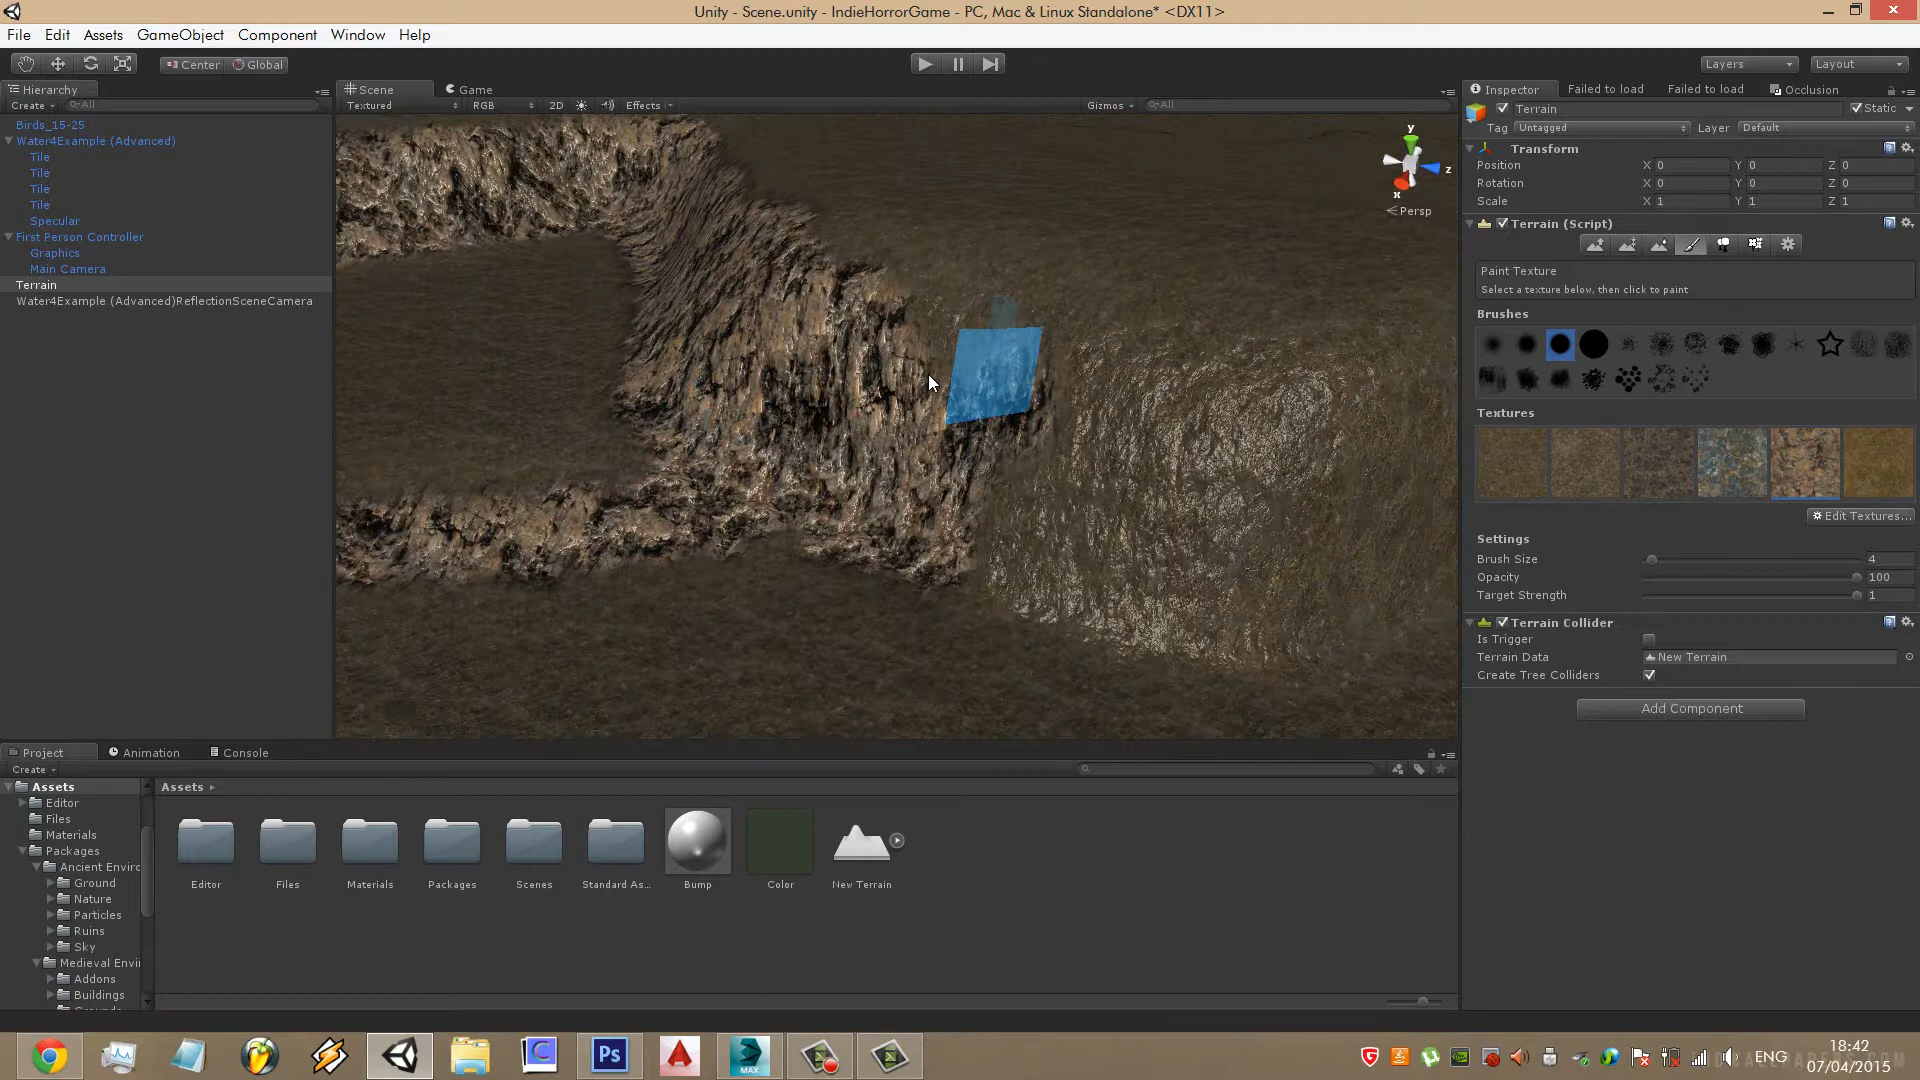 Unity - Scene.unity - IndieHorrorGame - PC, Mac & Linux Standalone* <DX11>
File Edit Assets GameObject Component Window Help
Center Global
Layers Layout
Hierarchy
Create All
Birds_15-25
Water4Example (Advanced)
Tile
Tile
Tile
Tile
Specular
First Person Controller
Graphics
Main Camera
Terrain
Water4Example (Advanced)ReflectionSceneCamera
Scene Game
Textured RGB 2D Effects Gizmos All
y
z
x
Persp
Inspector Failed to load Failed to load Occlusion
Terrain Static
Tag Untagged Layer Default
Transform
Position X 0 Y 0 Z 0
Rotation X 0 Y 0 Z 0
Scale X 1 Y 1 Z 1
Terrain (Script)
Paint Texture
Select a texture below, then click to paint
Brushes
Textures
Edit Textures...
Settings
Brush Size 4
Opacity 100
Target Strength 1
Terrain Collider
Is Trigger
Terrain Data New Terrain
Create Tree Colliders
Add Component
Project Animation Console
Create
Assets
Editor
Files
Materials
Packages
Ancient Enviro
Ground
Nature
Particles
Ruins
Sky
Medieval Envi
Addons
Buildings
Assets
Editor Files Materials Packages Scenes Standard As... Bump Color New Terrain
Ps
MAX
ENG
18:42
07/04/2015